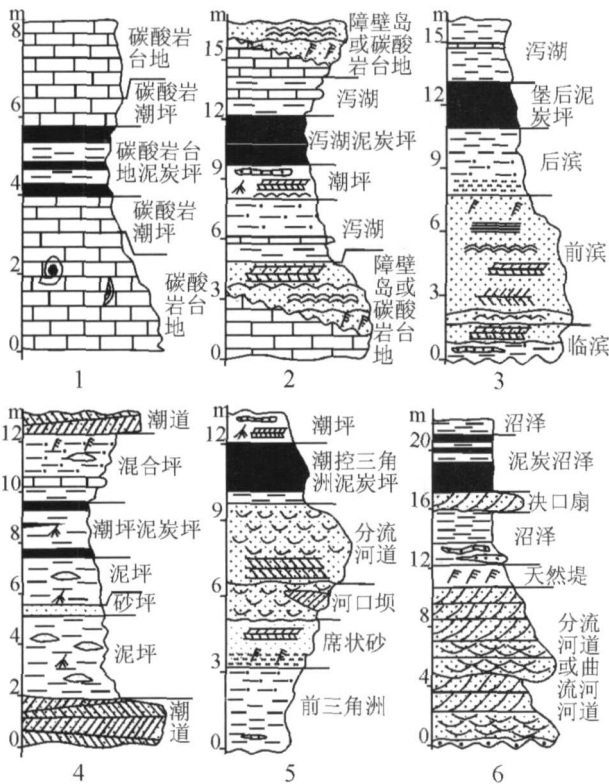 m
8
6
4
2
0
碳酸岩
台地
碳酸岩
潮坪
碳酸岩台
地泥炭坪
碳酸岩
潮坪
碳酸
岩台
地
1
m
15
12
9
6
3
0
障壁岛
或碳酸
岩台地
泻湖
泻湖泥炭坪
潮坪
泻湖
障壁
岛或
碳酸
岩台
地
2
m
15
12
9
6
3
0
泻湖
堡后泥
炭坪
后滨
前滨
临滨
3
m
12
10
8
6
4
2
0
潮道
混合坪
潮坪泥炭坪
泥坪
砂坪
泥坪
潮
道
4
m
12
9
6
3
0
潮坪
潮控三角
洲泥炭坪
分流
河道
河口坝
席状砂
前三角洲
5
m
20
16
12
8
4
0
沼泽
泥炭沼泽
决口扇
沼泽
天然堤
分流
河道
或曲
流河
河道
6